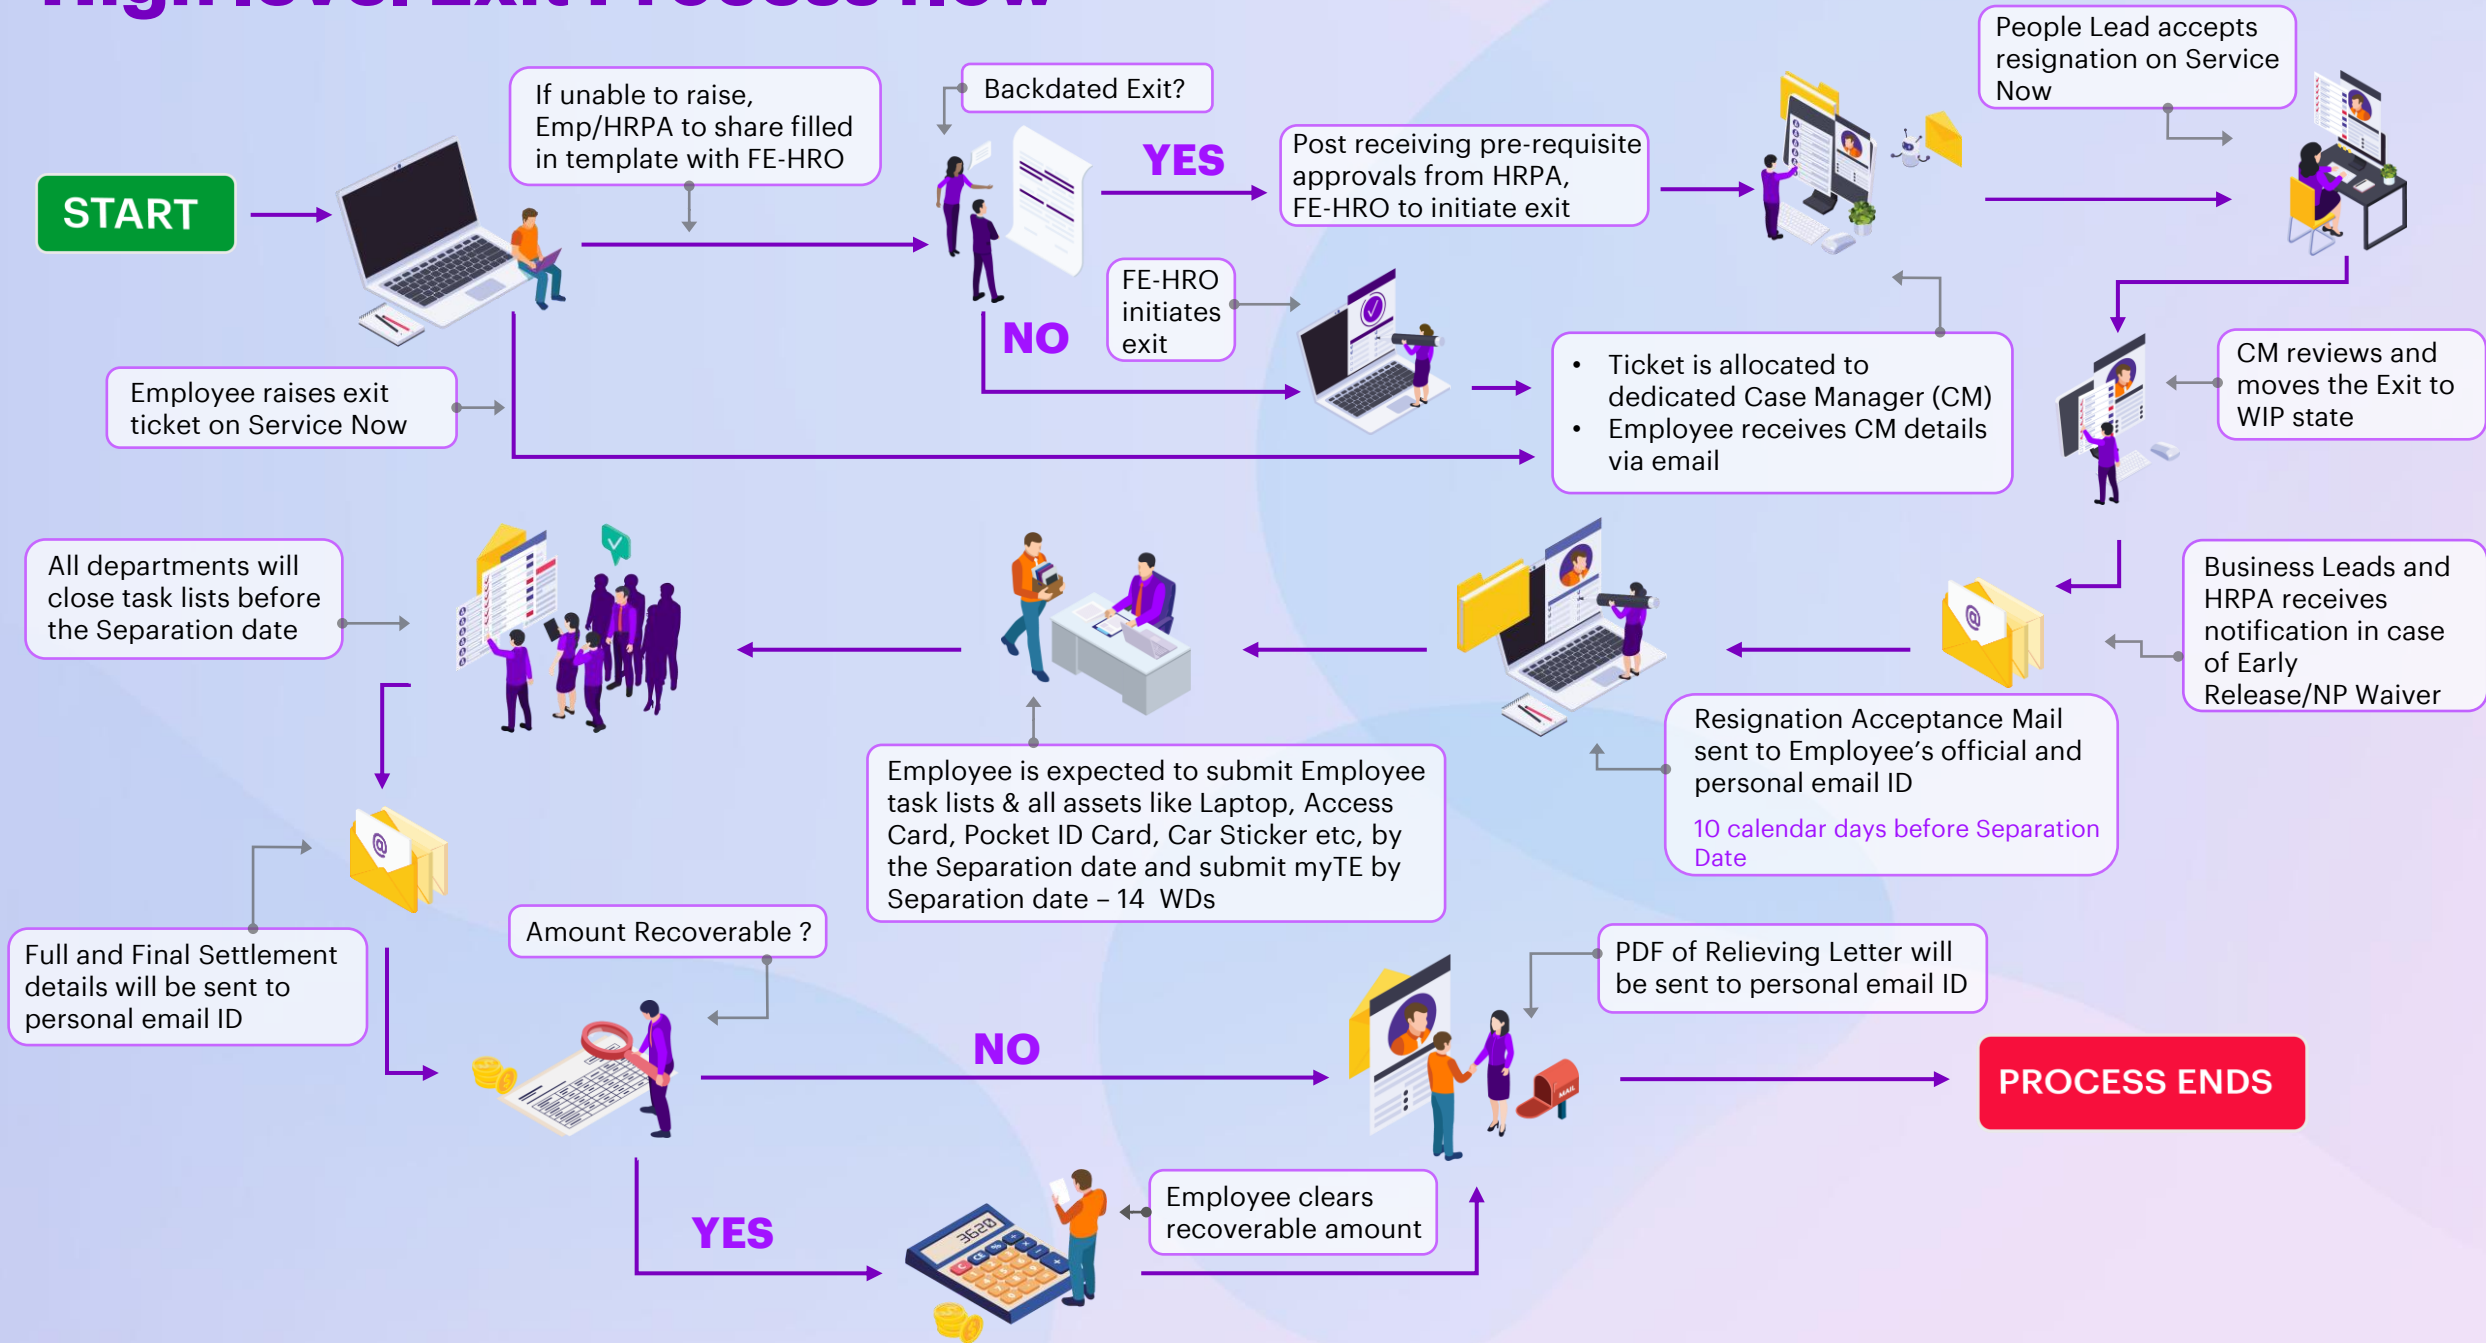 High level Exit Process flow
People Lead accepts
resignation on Service
Now
If unable to raise,
Emp/HRPA to share filled
in template with FE-HRO
Backdated Exit?
YES
Post receiving pre-requisite
approvals from HRPA,
FE-HRO to initiate exit
START
FE-HRO
initiates
exit
NO
Employee raises exit
ticket on Service Now
• Ticket is allocated to
dedicated Case Manager (CM)
• Employee receives CM details
via email
CM reviews and
moves the Exit to
WIP state
Business Leads and
HRPA receives
notification in case
of Early
Release/NP Waiver
Resignation Acceptance Mail
sent to Employee's official and
personal email ID
10 calendar days before Separation
Date
Employee is expected to submit Employee
task lists & all assets like Laptop, Access
Card, Pocket ID Card, Car Sticker etc, by
the Separation date and submit myTE by
Separation date – 14 WDs
All departments will
close task lists before
the Separation date
@
@
Full and Final Settlement
details will be sent to
personal email ID
Amount Recoverable ?
NO
PDF of Relieving Letter will
be sent to personal email ID
MAIL
PROCESS ENDS
YES
3620
Employee clears
recoverable amount